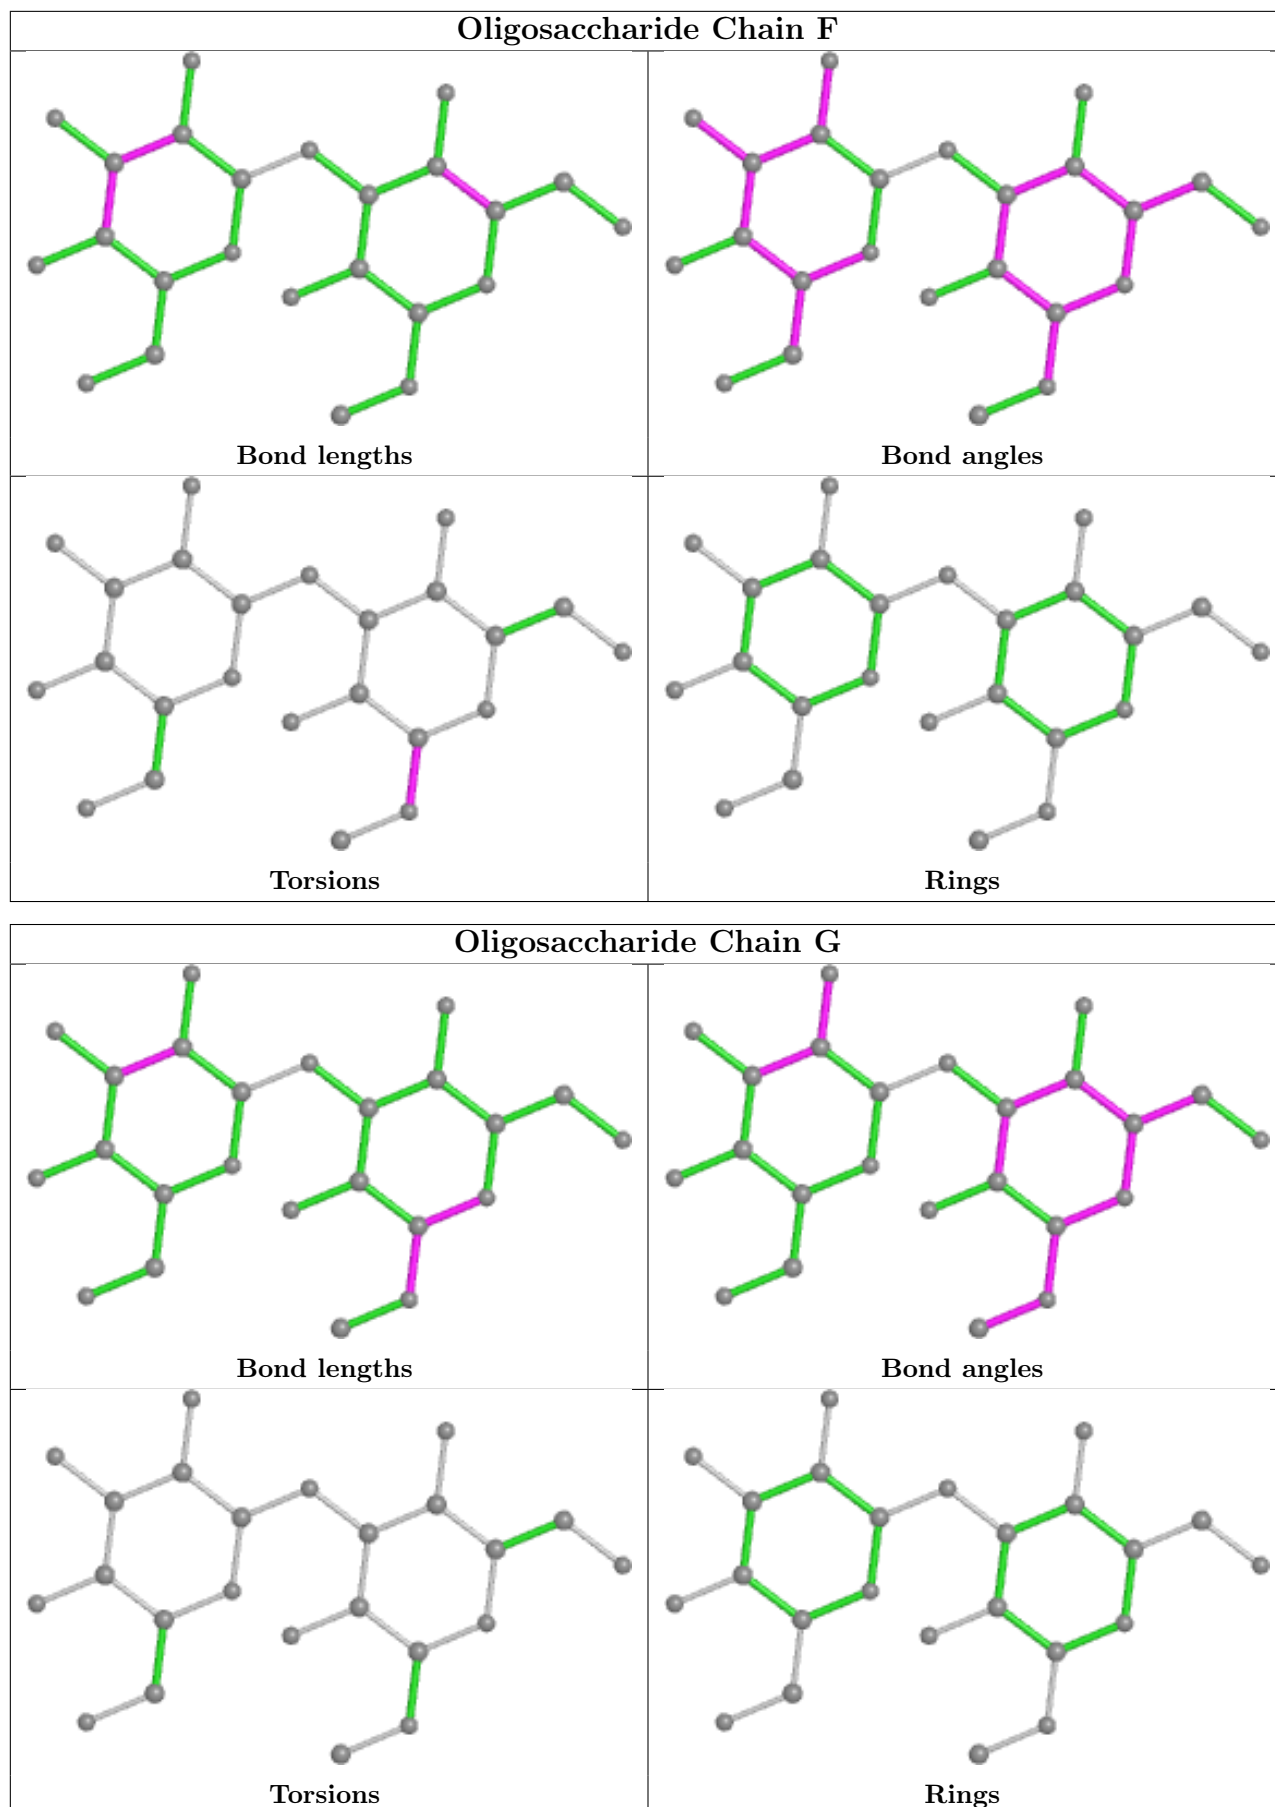 Oligosaccharide Chain F
Bond lengths
Bond angles
Torsions
Rings
Oligosaccharide Chain G
Bond lengths
Bond angles
Torsions
Rings